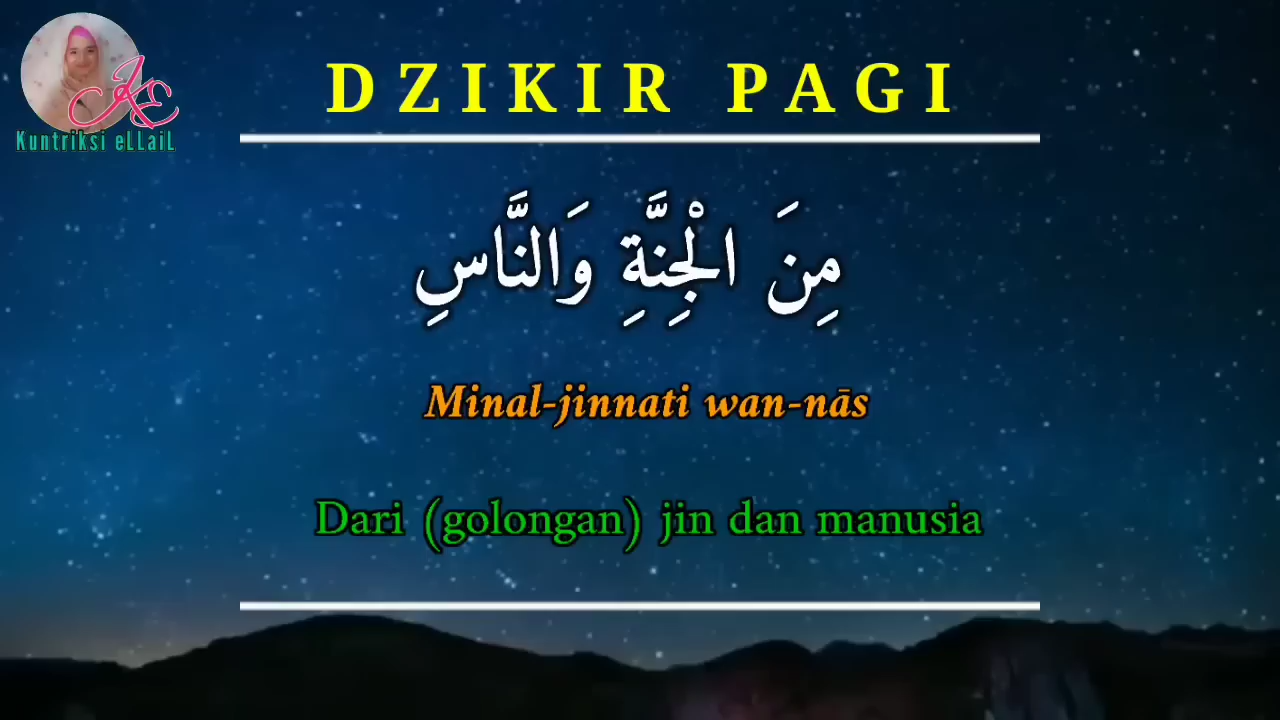 DZIKIR PAGI
Kuntriksi eLLaiL
مِنَ الْجِنَّةِ وَالنَّاسِ
Minal-jinnati wan-nās
Dari (golongan) jin dan manusia